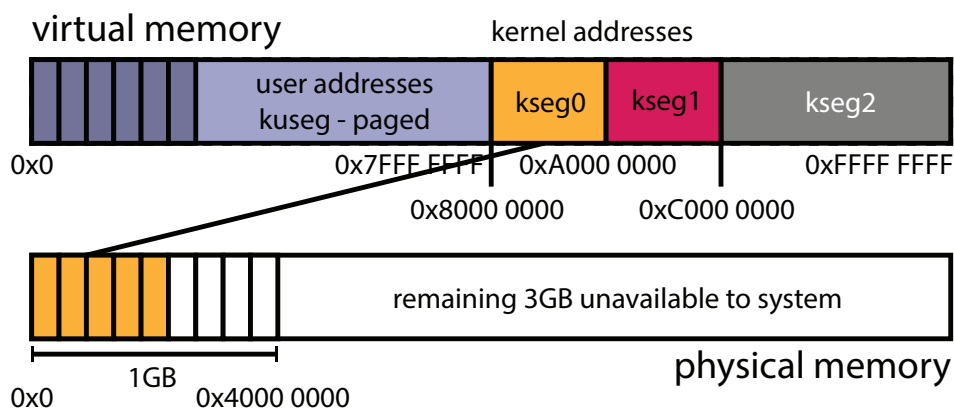 virtual memory
kernel addresses
user addresses
kuseg - paged
kseg0
kseg1
kseg2
0x0
0x7FFF FFFF
0xA000 0000
0xFFFF FFFF
0x8000 0000
0xC000 0000
remaining 3GB unavailable to system
1GB
physical memory
0x0
0x4000 0000